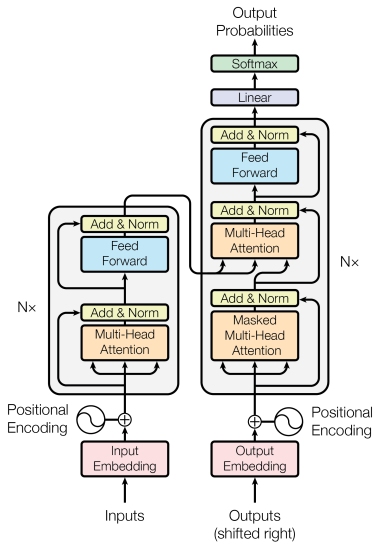 Output
Probabilities
Softmax
Linear
Add & Norm
Feed
Forward
Add & Norm
Multi-Head
Attention
Add & Norm
Masked
Multi-Head
Attention
N×
Add & Norm
Feed
Forward
Add & Norm
Multi-Head
Attention
N×
Positional
Encoding
Positional
Encoding
Input
Embedding
Output
Embedding
Inputs
Outputs
(shifted right)